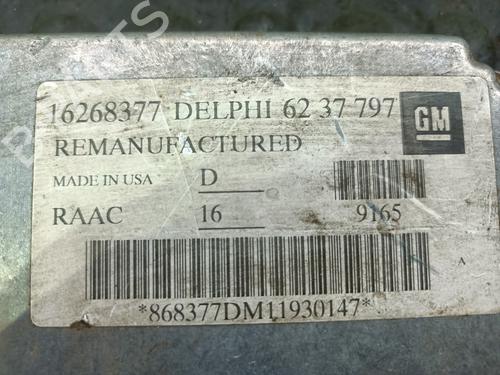 16268377 DELPHI 62 37 797
GM
REMANUFACTURED
MADE IN USA D
RAAC 16 9165
A
*868377DM11930147*